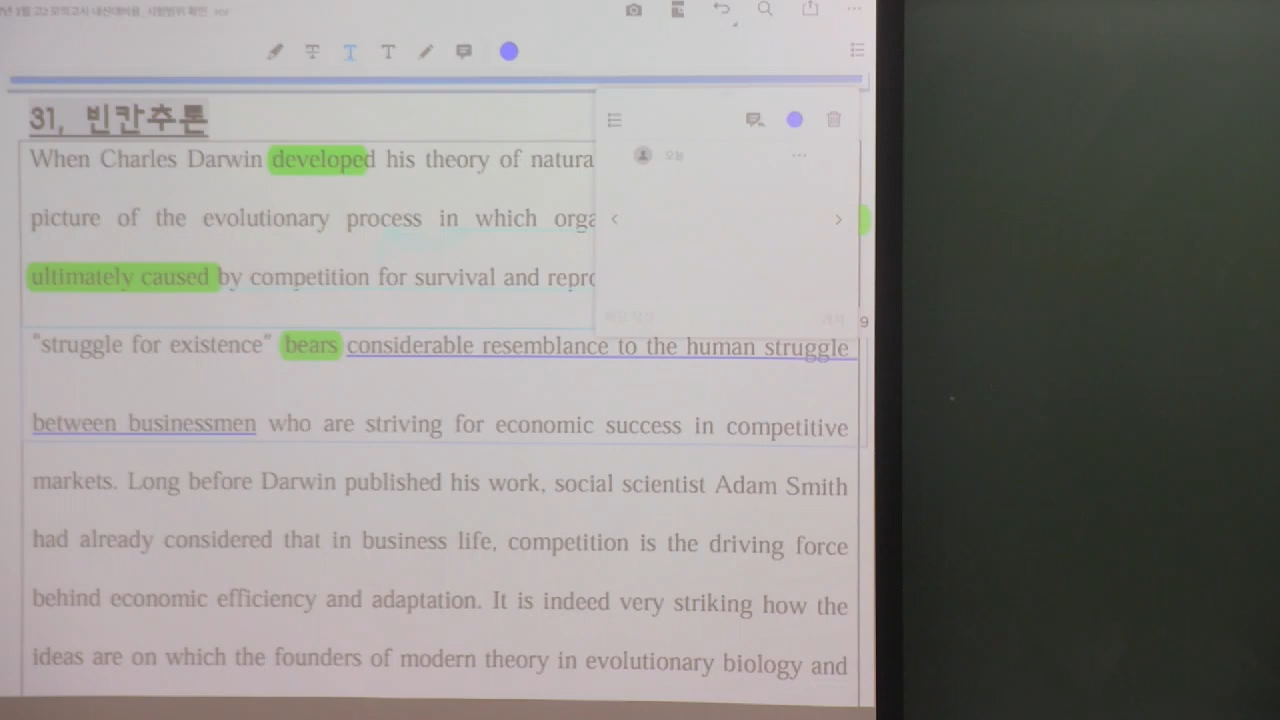 31, 빈칸추론
When Charles Darwin developed his theory of natura
picture of the evolutionary process in which orga
ultimately caused by competition for survival and repro
오늘
"struggle for existence" bears considerable resemblance to the human struggle
9
between businessmen who are striving for economic success in competitive
markets. Long before Darwin published his work, social scientist Adam Smith
had already considered that in business life, competition is the driving force
behind economic efficiency and adaptation. It is indeed very striking how the
ideas are on which the founders of modern theory in evolutionary biology and